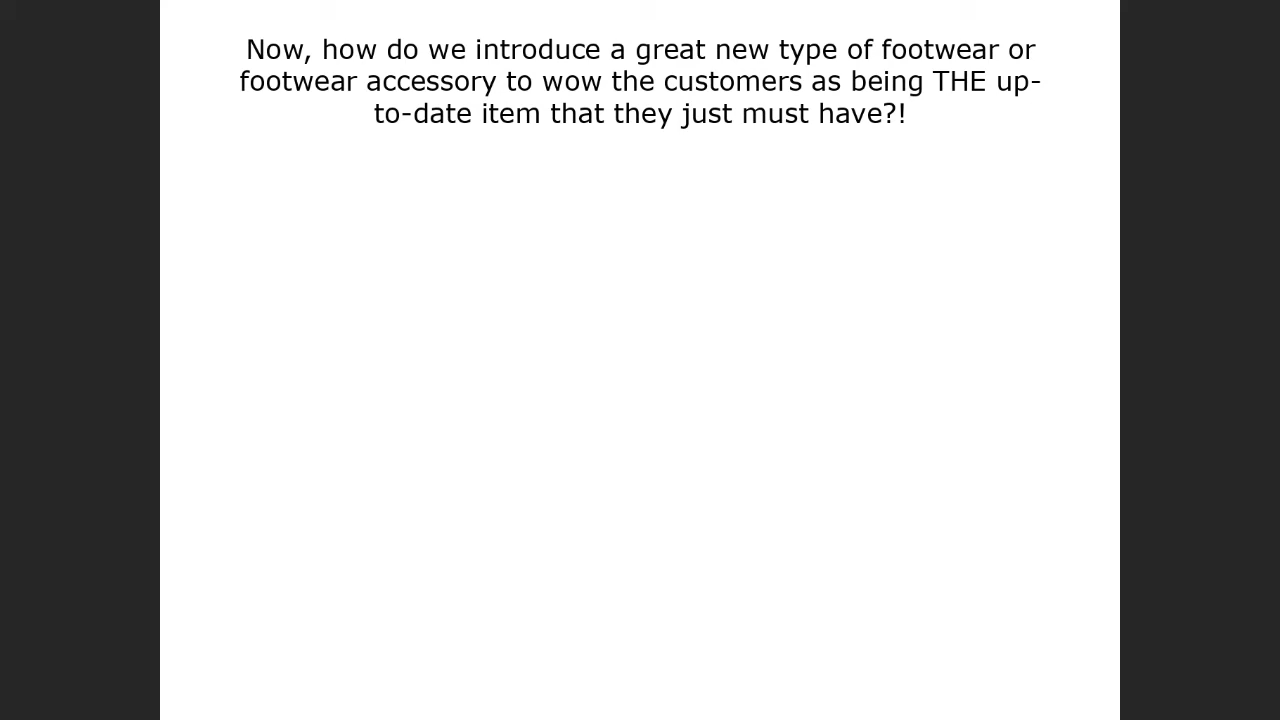 Now, how do we introduce a great new type of footwear or
footwear accessory to wow the customers as being THE up-
to-date item that they just must have?!